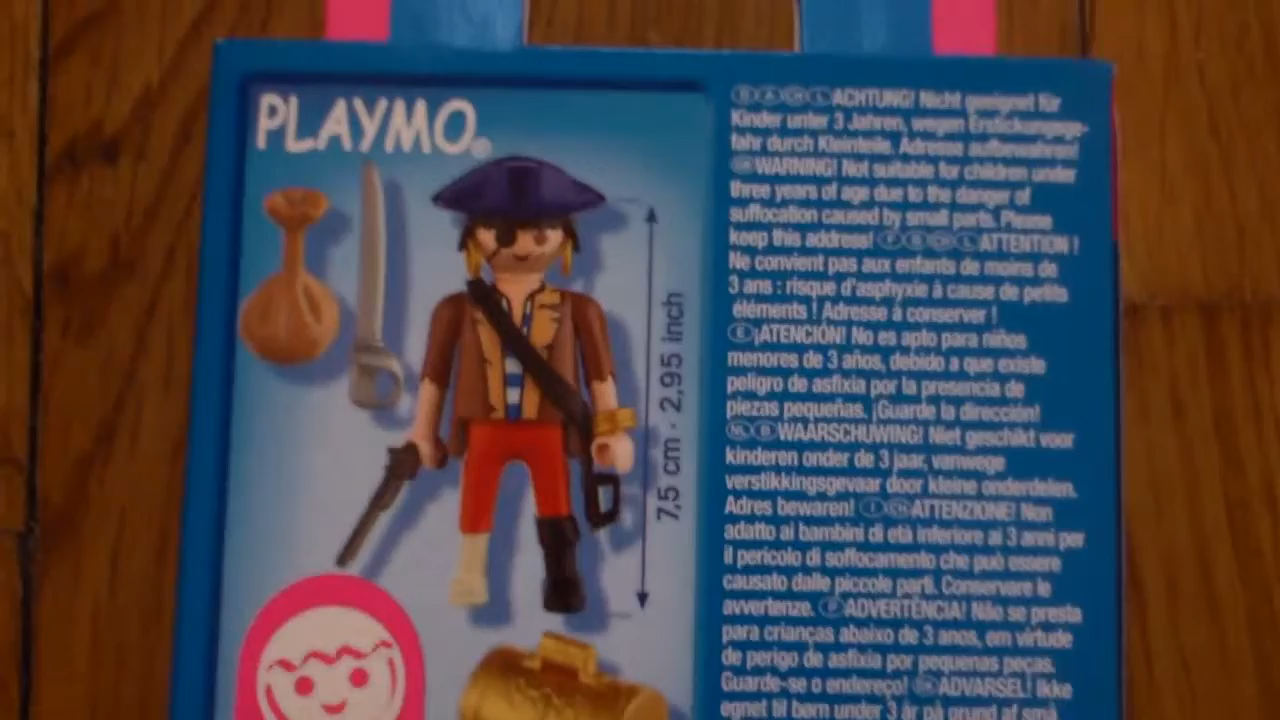 PLAYMO®
7,5 cm · 2,95 inch
D A CH L ACHTUNG! Nicht geeignet für
Kinder unter 3 Jahren, wegen Erstickungsge-
fahr durch Kleinteile. Adresse aufbewahren!
GB WARNING! Not suitable for children under
three years of age due to the danger of
suffocation caused by small parts. Please
keep this address! F B CH L ATTENTION !
Ne convient pas aux enfants de moins de
3 ans : risque d'asphyxie à cause de petits
éléments ! Adresse à conserver !
E ¡ATENCIÓN! No es apto para niños
menores de 3 años, debido a que existe
peligro de asfixia por la presencia de
piezas pequeñas. ¡Guarde la dirección!
NL B WAARSCHUWING! Niet geschikt voor
kinderen onder de 3 jaar, vanwege
verstikkingsgevaar door kleine onderdelen.
Adres bewaren! I CH ATTENZIONE! Non
adatto ai bambini di età inferiore ai 3 anni per
il pericolo di soffocamento che può essere
causato dalle piccole parti. Conservare le
avvertenze. P ADVERTÊNCIA! Não se presta
para crianças abaixo de 3 anos, em virtude
de perigo de asfixia por pequenas peças.
Guarde-se o endereço! DK ADVARSEL! Ikke
egnet til børn under 3 år på grund af små